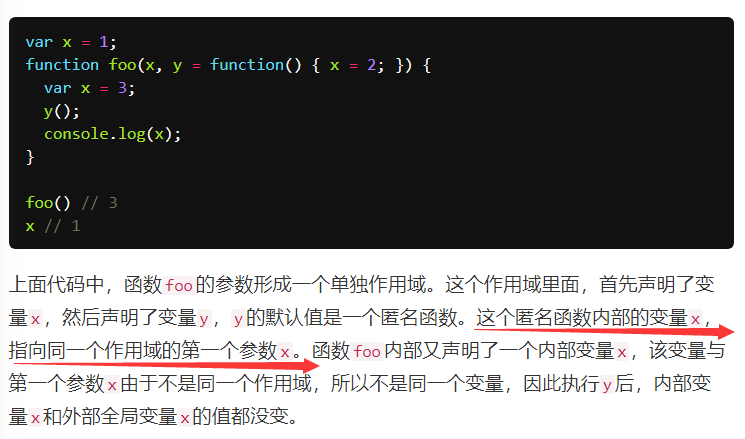 var x = 1;
function foo(x, y = function() { x = 2; }) {
  var x = 3;
  y();
  console.log(x);
}
foo() // 3
x // 1
上面代码中，函数foo的参数形成一个单独作用域。这个作用域里面，首先声明了变
量x，然后声明了变量y，y的默认值是一个匿名函数。这个匿名函数内部的变量x，
指向同一个作用域的第一个参数x。函数foo内部又声明了一个内部变量x，该变量与
第一个参数x由于不是同一个作用域，所以不是同一个变量，因此执行y后，内部变
量x和外部全局变量x的值都没变。